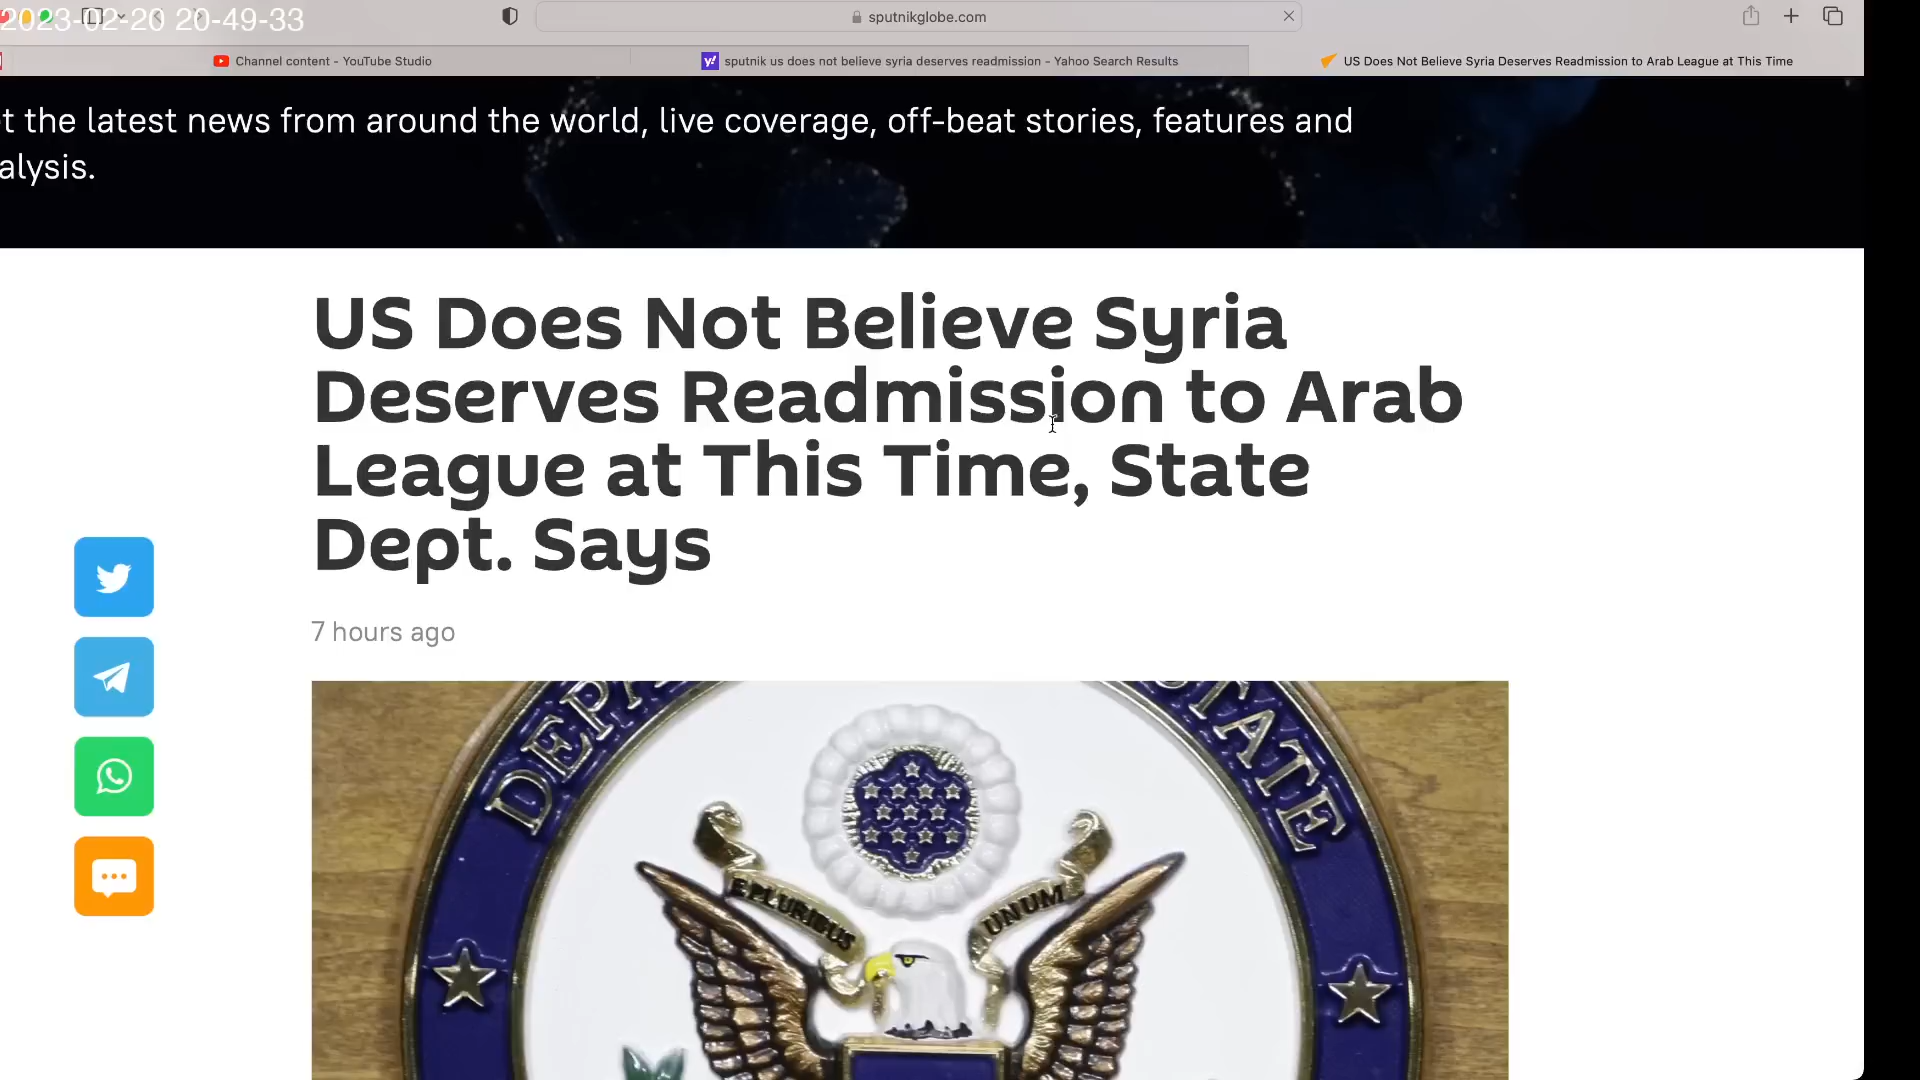 2023-02-20 20-49-33
sputnikglobe.com
Channel content - YouTube Studio
y!
sputnik us does not believe syria deserves readmission - Yahoo Search Results
US Does Not Believe Syria Deserves Readmission to Arab League at This Time
t the latest news from around the world, live coverage, off-beat stories, features and
alysis.
US Does Not Believe Syria
Deserves Readmission to Arab
League at This Time, State
Dept. Says
7 hours ago
STATE
E PLURIBUS
UNUM